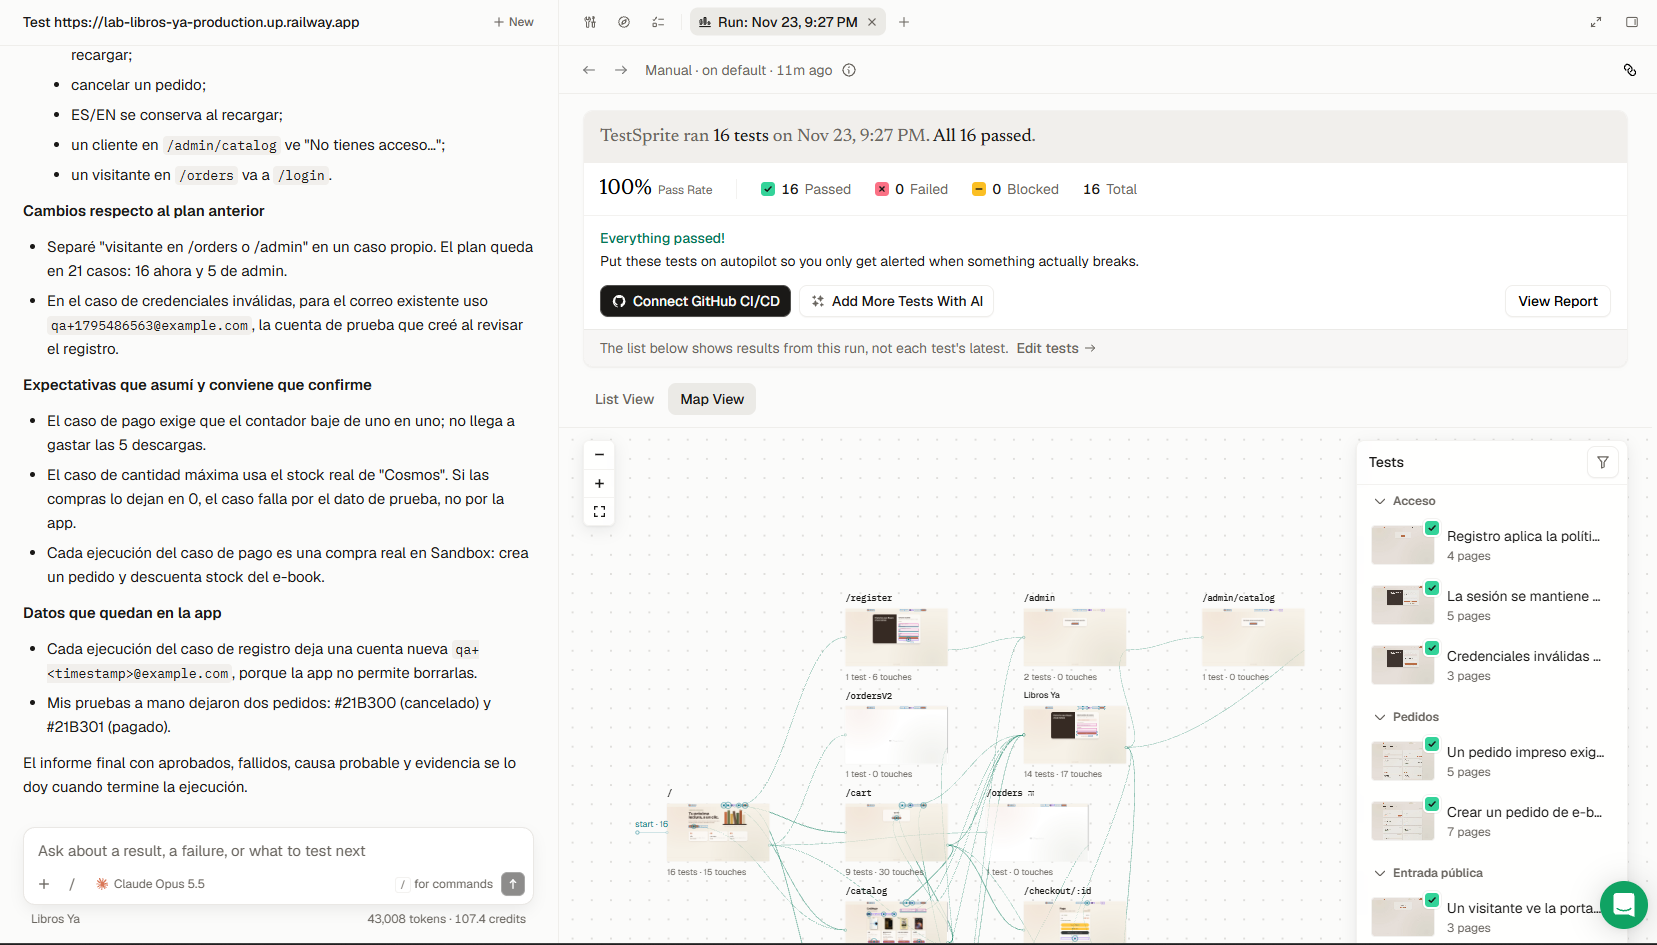 Test https://lab-libros-ya-production.up.railway.app
+ New
recargar;
• cancelar un pedido;
• ES/EN se conserva al recargar;
• un cliente en /admin/catalog ve "No tienes acceso…";
• un visitante en /orders va a /login.
Cambios respecto al plan anterior
• Separé "visitante en /orders o /admin" en un caso propio. El plan queda
en 21 casos: 16 ahora y 5 de admin.
• En el caso de credenciales inválidas, para el correo existente uso
qa+1795486563@example.com, la cuenta de prueba que creé al revisar
el registro.
Expectativas que asumí y conviene que confirme
• El caso de pago exige que el contador baje de uno en uno; no llega a
gastar las 5 descargas.
• El caso de cantidad máxima usa el stock real de "Cosmos". Si las
compras lo dejan en 0, el caso falla por el dato de prueba, no por la
app.
• Cada ejecución del caso de pago es una compra real en Sandbox: crea
un pedido y descuenta stock del e-book.
Datos que quedan en la app
• Cada ejecución del caso de registro deja una cuenta nueva qa+
<timestamp>@example.com, porque la app no permite borrarlas.
• Mis pruebas a mano dejaron dos pedidos: #21B300 (cancelado) y
#21B301 (pagado).
El informe final con aprobados, fallidos, causa probable y evidencia se lo
doy cuando termine la ejecución.
Ask about a result, a failure, or what to test next
+ / Claude Opus 5.5 / for commands
Libros Ya 43,008 tokens · 107.4 credits
Run: Nov 23, 9:27 PM
Manual · on default · 11m ago
TestSprite ran 16 tests on Nov 23, 9:27 PM. All 16 passed.
100% Pass Rate 16 Passed 0 Failed 0 Blocked 16 Total
Everything passed!
Put these tests on autopilot so you only get alerted when something actually breaks.
Connect GitHub CI/CD Add More Tests With AI View Report
The list below shows results from this run, not each test's latest. Edit tests →
List View Map View
/register
1 test · 6 touches
/admin
2 tests · 0 touches
/admin/catalog
1 test · 0 touches
/ordersV2
1 test · 0 touches
Libros Ya
14 tests · 17 touches
start · 16
/
16 tests · 15 touches
/cart
9 tests · 30 touches
/orders
1 test · 0 touches
/catalog
/checkout/:id
Tests
Acceso
Registro aplica la políti…
4 pages
La sesión se mantiene …
5 pages
Credenciales inválidas …
3 pages
Pedidos
Un pedido impreso exig…
5 pages
Crear un pedido de e-b…
7 pages
Entrada pública
Un visitante ve la porta…
3 pages